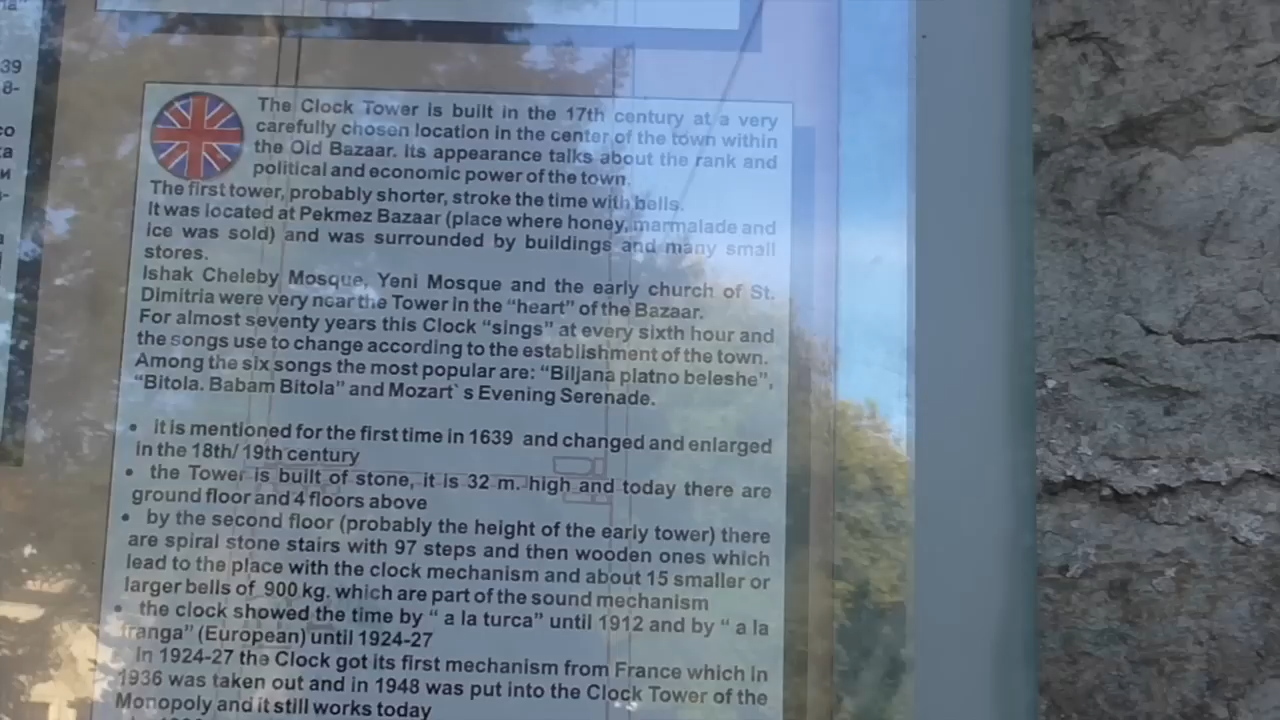 39
8-
The Clock Tower is built in the 17th century at a very
carefully chosen location in the center of the town within
the Old Bazaar. Its appearance talks about the rank and
political and economic power of the town.
The first tower, probably shorter, stroke the time with bells.
It was located at Pekmez Bazaar (place where honey, marmalade and
ice was sold) and was surrounded by buildings and many small
stores.
Ishak Cheleby Mosque, Yeni Mosque and the early church of St.
Dimitria were very near the Tower in the "heart" of the Bazaar.
For almost seventy years this Clock "sings" at every sixth hour and
the songs use to change according to the establishment of the town.
Among the six songs the most popular are: "Biljana platno beleshe",
"Bitola. Babam Bitola" and Mozart`s Evening Serenade.
• it is mentioned for the first time in 1639 and changed and enlarged
in the 18th/ 19th century
• the Tower is built of stone, it is 32 m. high and today there are
ground floor and 4 floors above
• by the second floor (probably the height of the early tower) there
are spiral stone stairs with 97 steps and then wooden ones which
lead to the place with the clock mechanism and about 15 smaller or
larger bells of 900 kg. which are part of the sound mechanism
• the clock showed the time by " a la turca" until 1912 and by " a la
franga" (European) until 1924-27
In 1924-27 the Clock got its first mechanism from France which in
1936 was taken out and in 1948 was put into the Clock Tower of the
Monopoly and it still works today